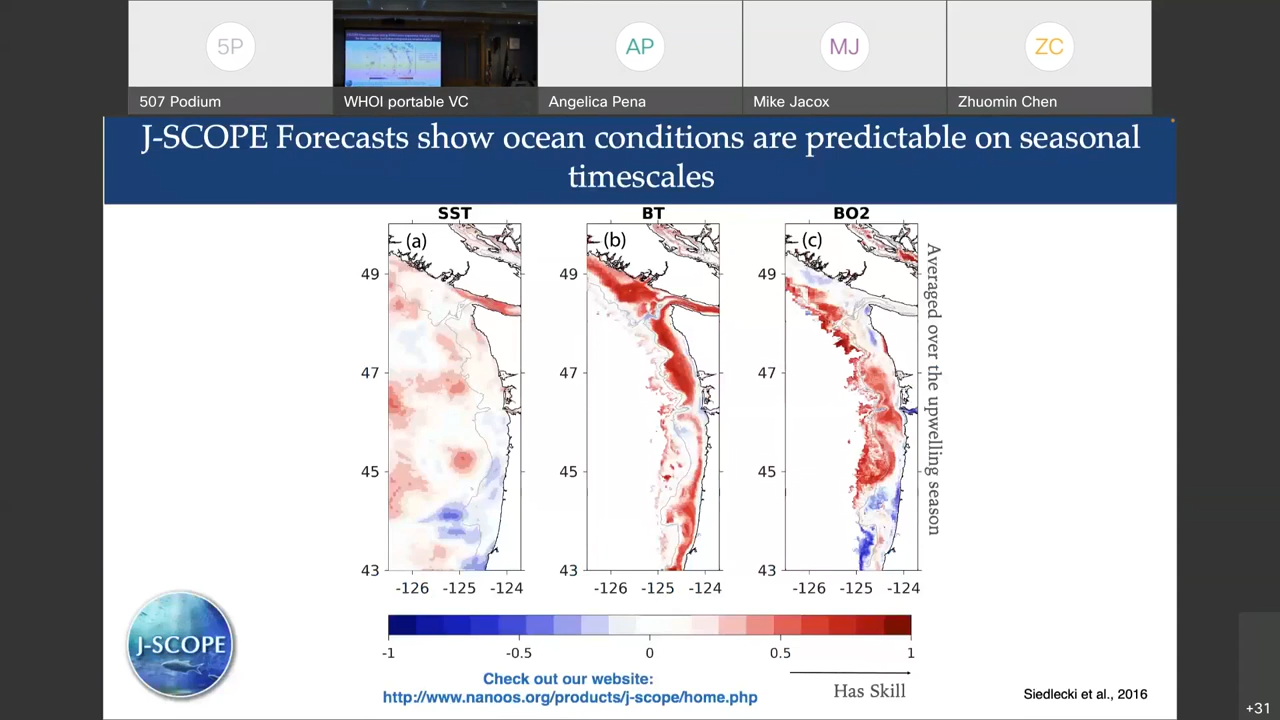 5P
AP
MJ
ZC
507 Podium
WHOI portable VC
Angelica Pena
Mike Jacox
Zhuomin Chen
J-SCOPE Forecasts show ocean conditions are predictable on seasonal
timescales
SST
BT
BO2
(a)
(b)
(c)
49
47
45
43
-126
-125
-124
49
47
45
43
-126
-125
-124
49
47
45
43
-126
-125
-124
Averaged over the upwelling season
-1
-0.5
0
0.5
1
Has Skill
J-SCOPE
Check out our website:
http://www.nanoos.org/products/j-scope/home.php
Siedlecki et al., 2016
+31